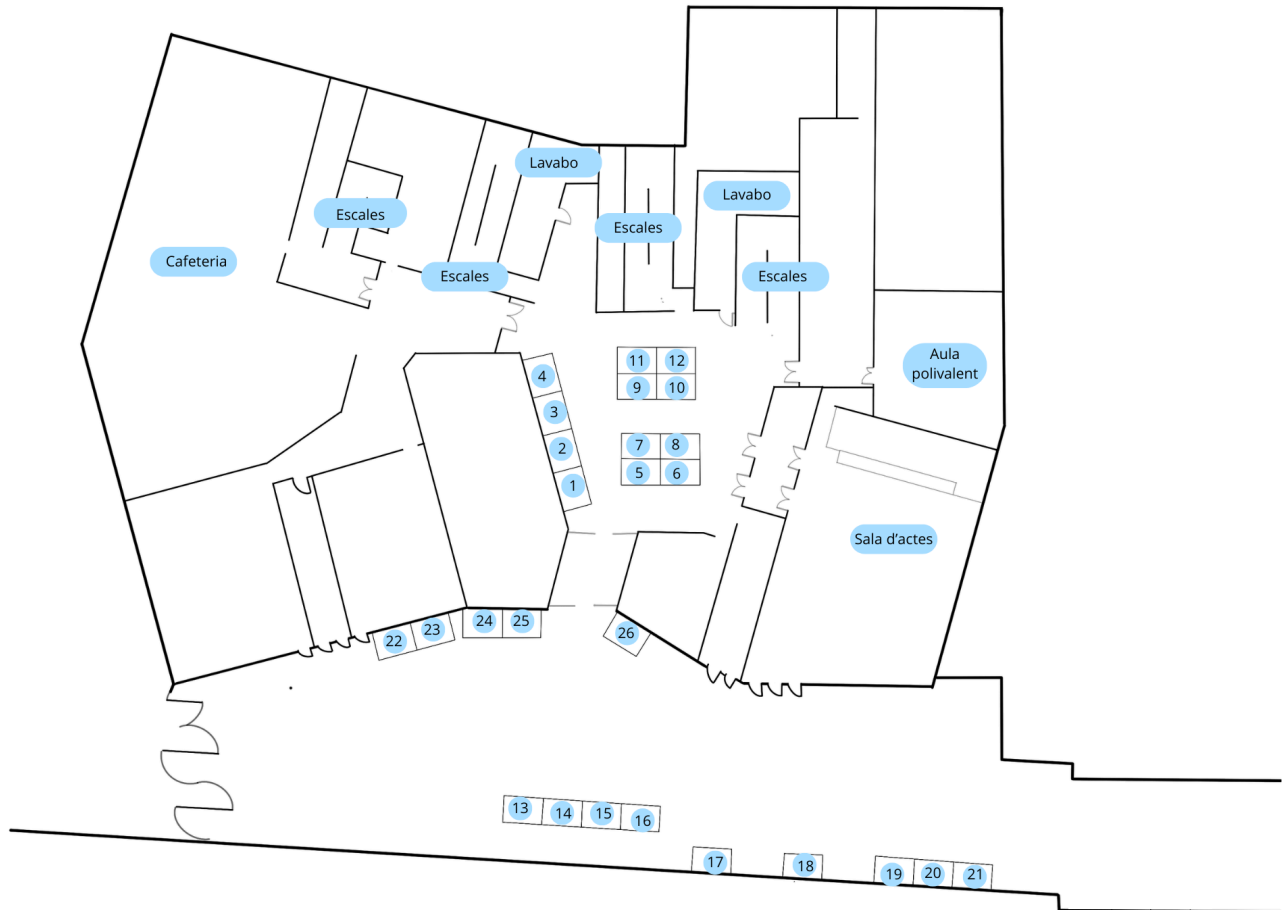 Lavabo
Lavabo
Escales
Escales
Cafeteria
Escales
Escales
Aula
polivalent
11 12
4
9 10
3
7 8
2
5 6
1
Sala d’actes
24 25
22 23
26
13 14 15 16
17
18
19 20 21